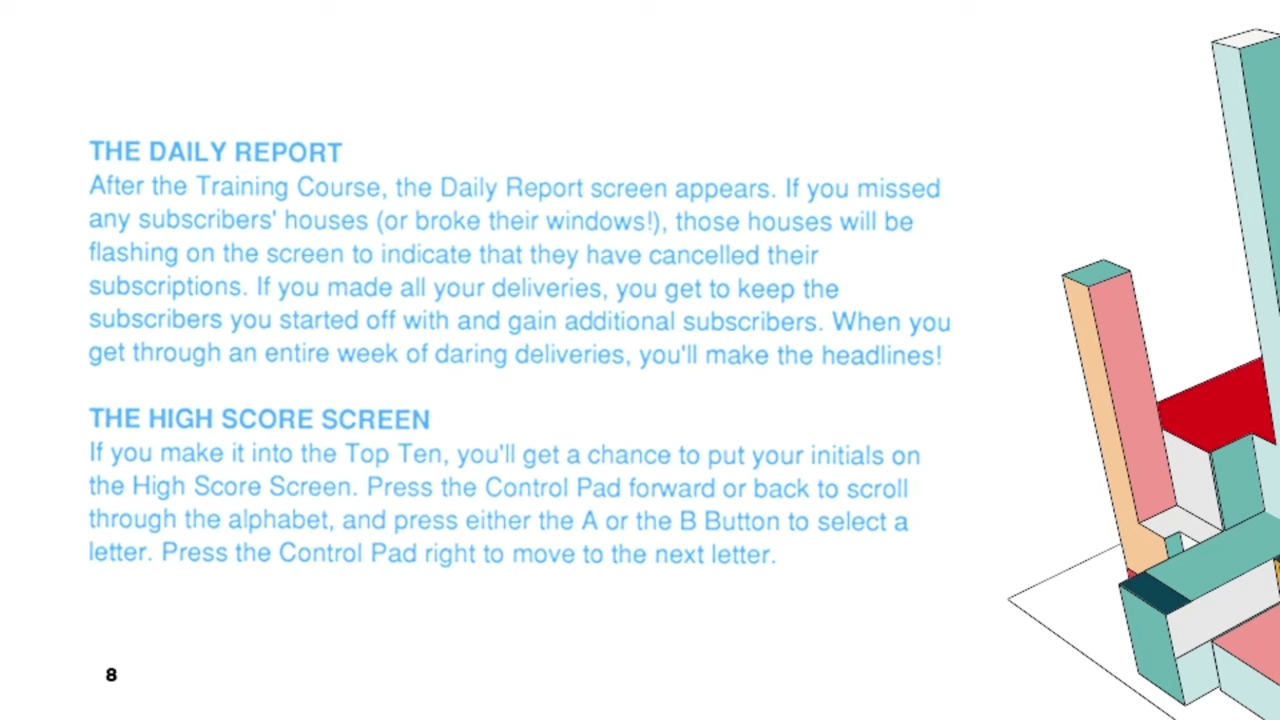 THE DAILY REPORT
After the Training Course, the Daily Report screen appears. If you missed
any subscribers' houses (or broke their windows!), those houses will be
flashing on the screen to indicate that they have cancelled their
subscriptions. If you made all your deliveries, you get to keep the
subscribers you started off with and gain additional subscribers. When you
get through an entire week of daring deliveries, you'll make the headlines!
THE HIGH SCORE SCREEN
If you make it into the Top Ten, you'll get a chance to put your initials on
the High Score Screen. Press the Control Pad forward or back to scroll
through the alphabet, and press either the A or the B Button to select a
letter. Press the Control Pad right to move to the next letter.
8